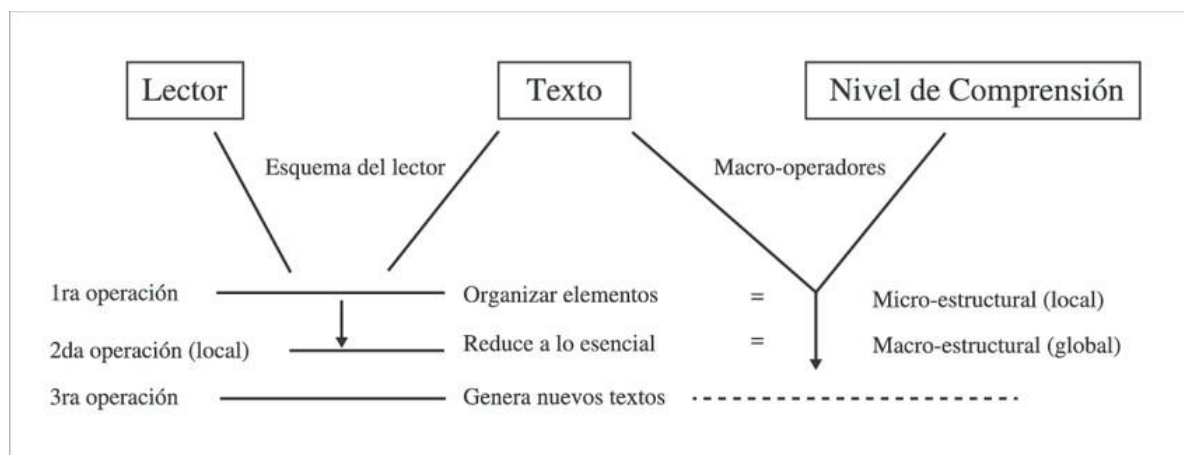 Lector Texto Nivel de Comprensión
Esquema del lector Macro-operadores
1ra operación Organizar elementos = Micro-estructural (local)
2da operación (local) Reduce a lo esencial = Macro-estructural (global)
3ra operación Genera nuevos textos